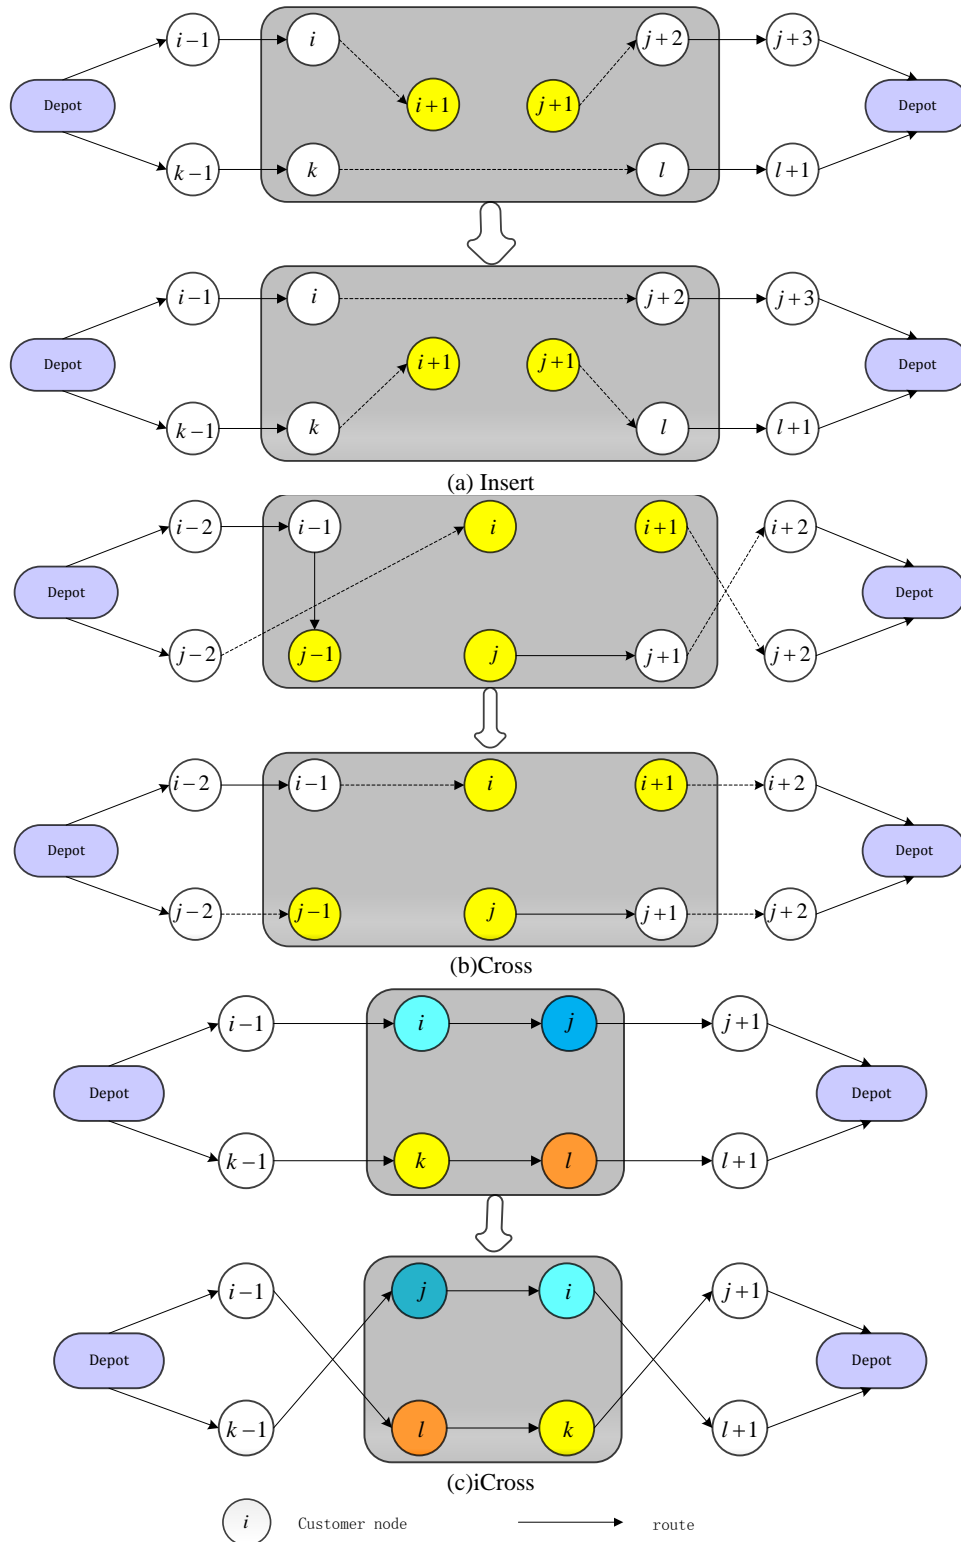 i−1 i j+2 j+3
Depot i+1 j+1 Depot
k−1 k l l+1
i−1 i j+2 j+3
Depot i+1 j+1 Depot
k−1 k l l+1
(a) Insert
i−2 i−1 i i+1 i+2
Depot Depot
j−2 j−1 j j+1 j+2
i−2 i−1 i i+1 i+2
Depot Depot
j−2 j−1 j j+1 j+2
(b)Cross
i−1 i j j+1
Depot Depot
k−1 k l l+1
i−1 j i j+1
Depot Depot
k−1 l k l+1
(c)iCross
i Customer node route